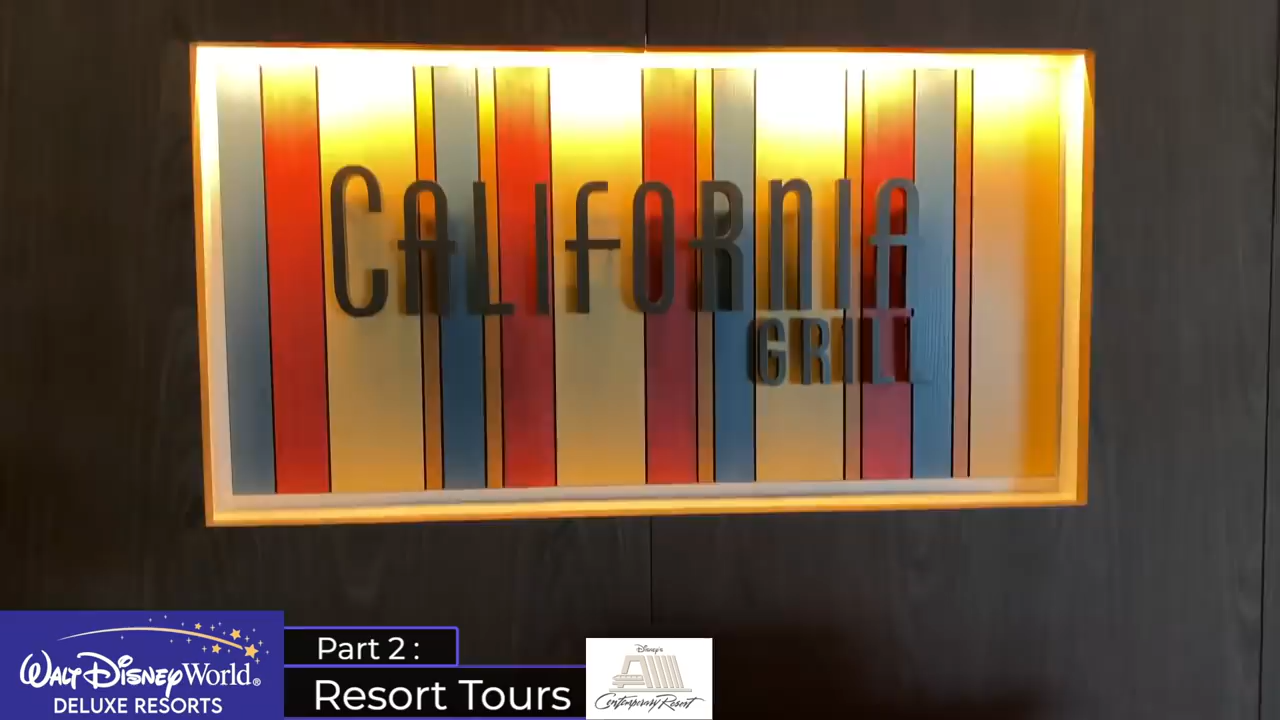 CALIFORNIA
GRILL
WALT DISNEY World®
DELUXE RESORTS
Part 2 :
Resort Tours
Disney's
Contemporary Resort